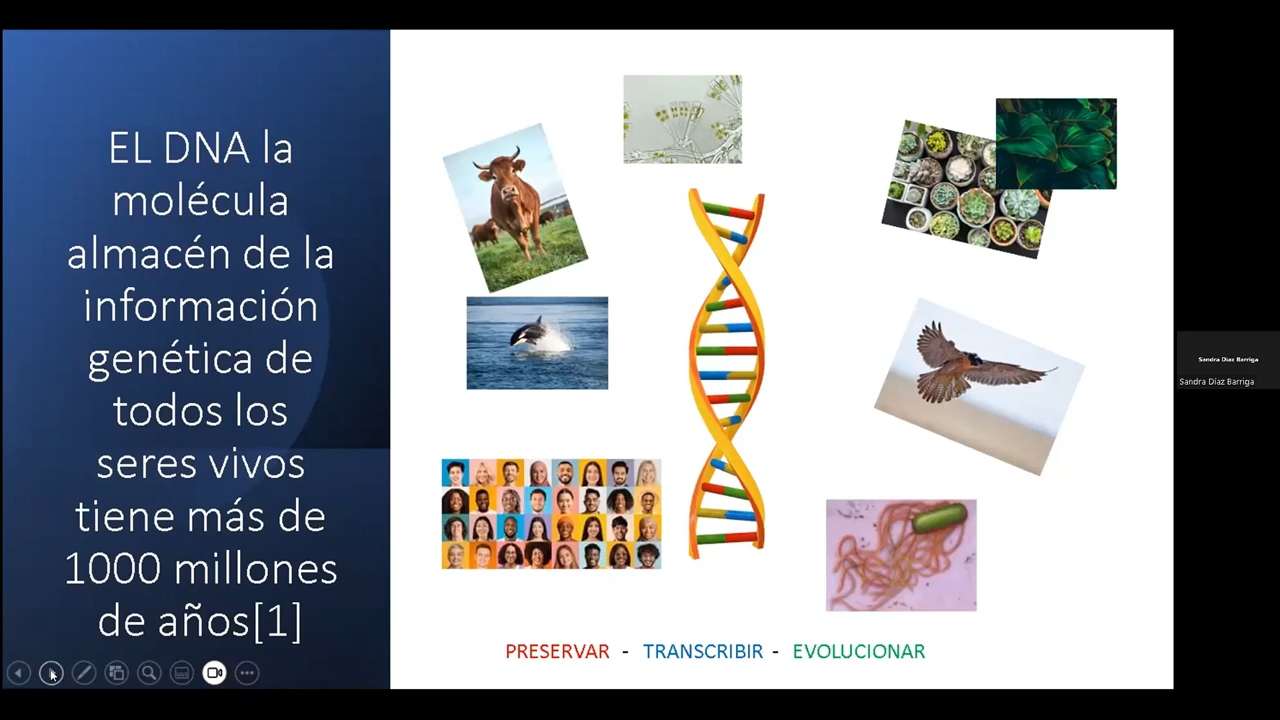 EL DNA la
molécula
almacén de la
información
genética de
todos los
seres vivos
tiene más de
1000 millones
de años[1]
PRESERVAR - TRANSCRIBIR - EVOLUCIONAR
Sandra Díaz Barriga
Sandra Díaz Barriga